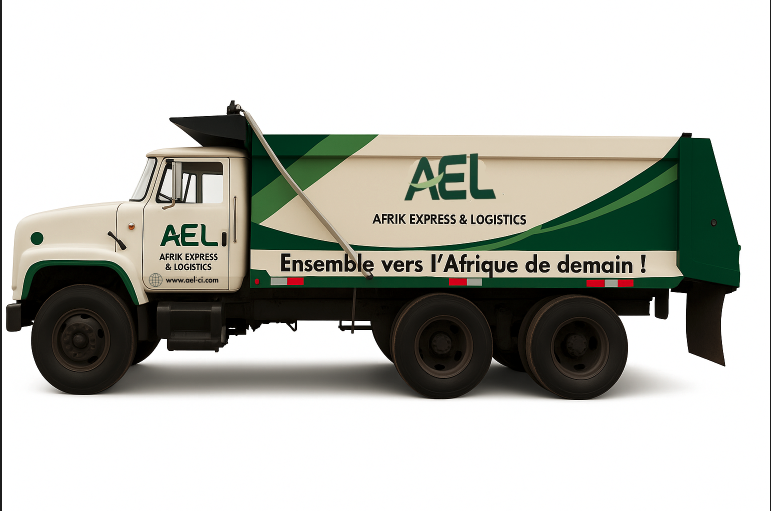 AEL
AFRIK EXPRESS & LOGISTICS
Ensemble vers l'Afrique de demain !
AEL
AFRIK EXPRESS
& LOGISTICS
www.ael-ci.com